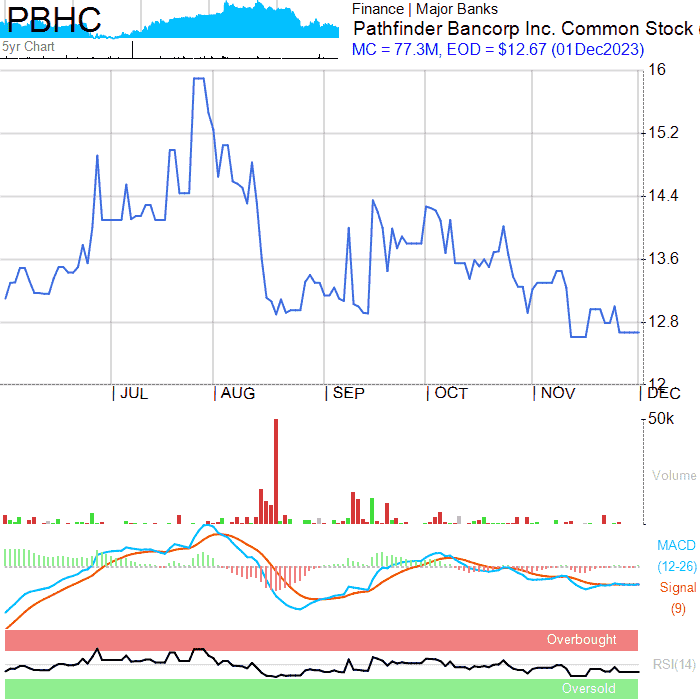 PBHC
5yr Chart
Finance | Major Banks
Pathfinder Bancorp Inc. Common Stock (
MC = 77.3M, EOD = $12.67 (01Dec2023)
16
15.2
14.4
13.6
12.8
12
JUL AUG SEP OCT NOV DEC
50k
Volume
MACD
(12-26)
Signal
(9)
Overbought
RSI(14)
Oversold